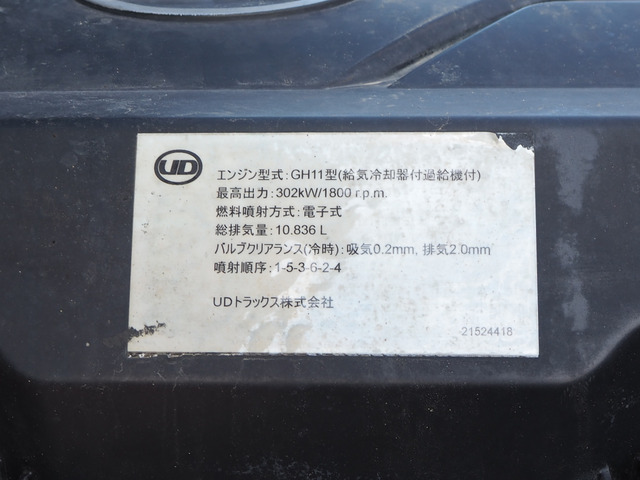 UD
エンジン型式:GH11型(給気冷却器付過給機付)
最高出力:302kW/1800 r.p.m.
燃料噴射方式:電子式
総排気量:10.836 L
バルブクリアランス(冷時):吸気0.2mm, 排気2.0mm
噴射順序:1-5-3-6-2-4
UDトラックス株式会社
21524418